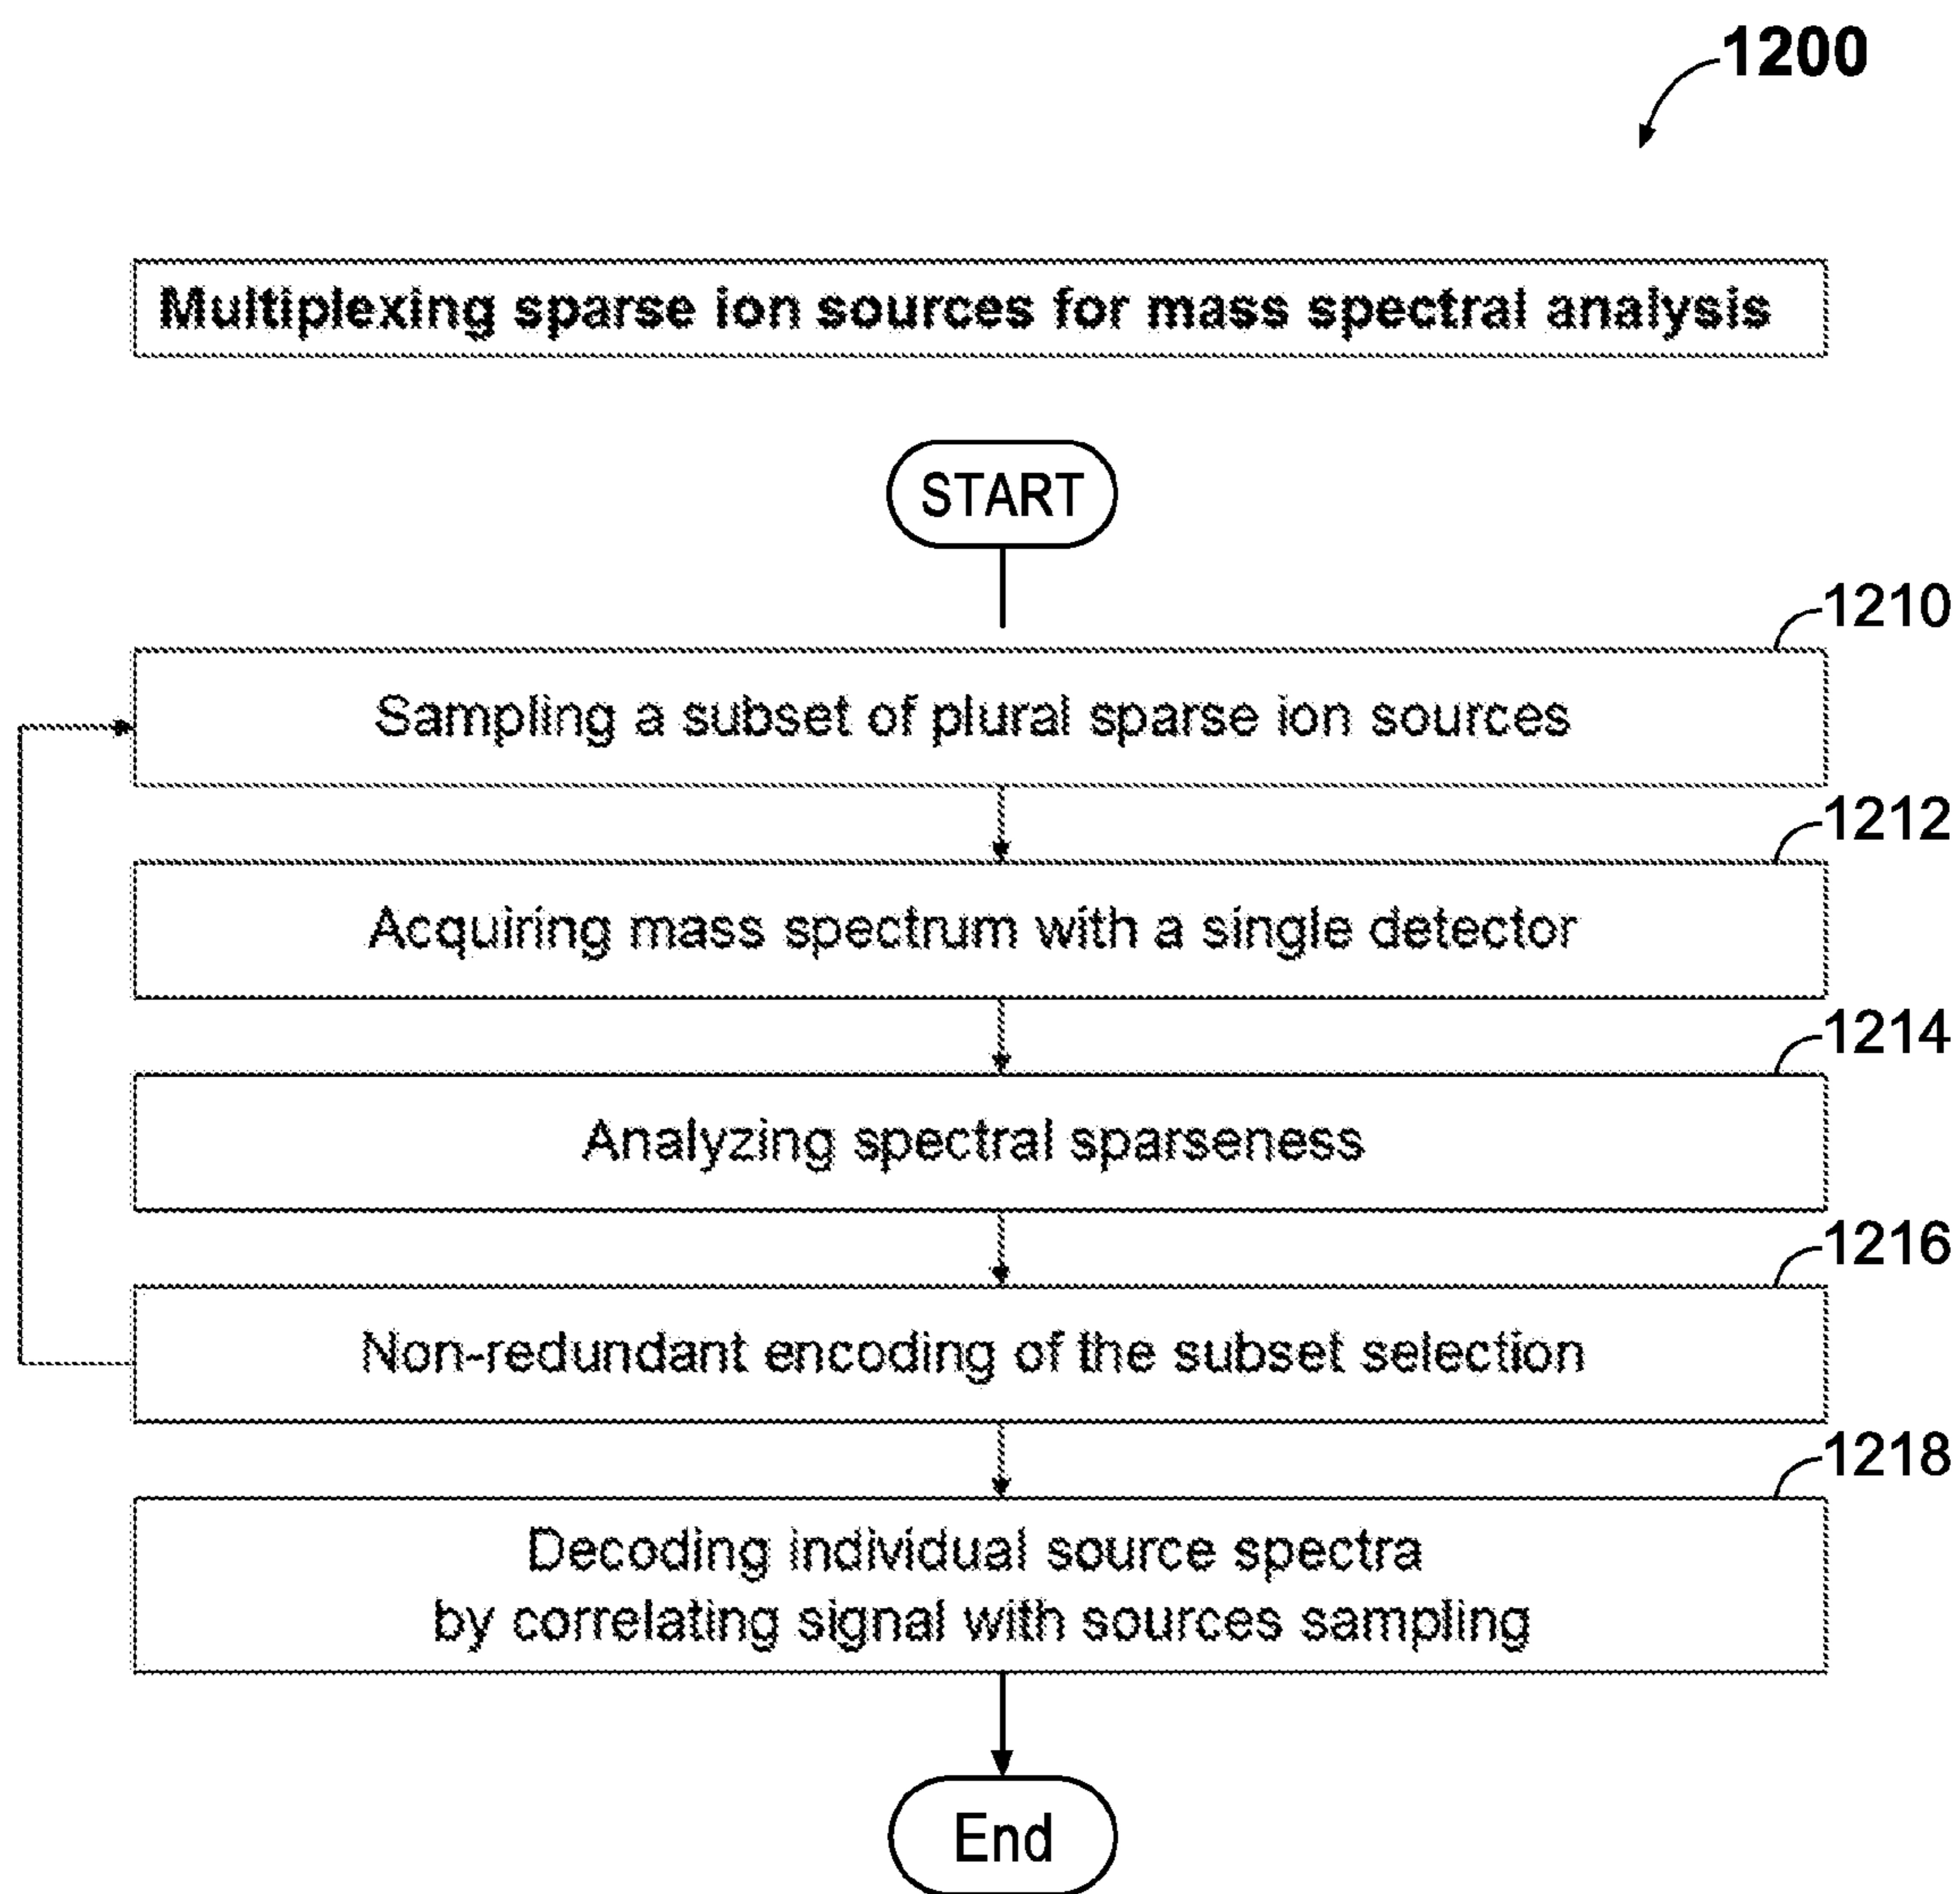 1200
Multiplexing sparse ion sources for mass spectral analysis
START
1210
Sampling a subset of plural sparse ion sources
1212
Acquiring mass spectrum with a single detector
1214
Analyzing spectral sparseness
1216
Non-redundant encoding of the subset selection
1218
Decoding individual source spectra
by correlating signal with sources sampling
End